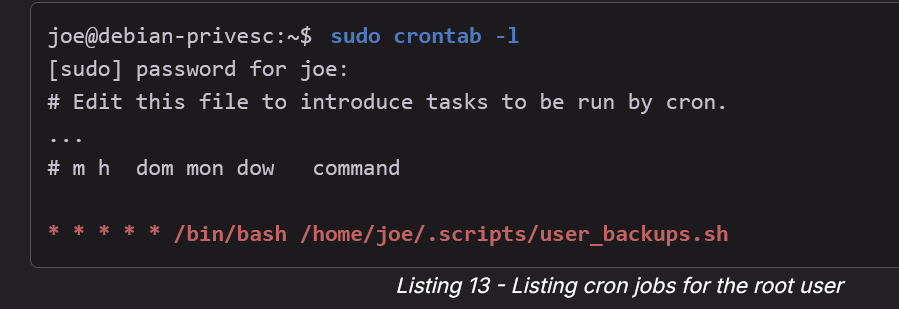 joe@debian-privesc:~$ sudo crontab -l
[sudo] password for joe:
# Edit this file to introduce tasks to be run by cron.
...
# m h  dom mon dow   command
* * * * * /bin/bash /home/joe/.scripts/user_backups.sh
Listing 13 - Listing cron jobs for the root user